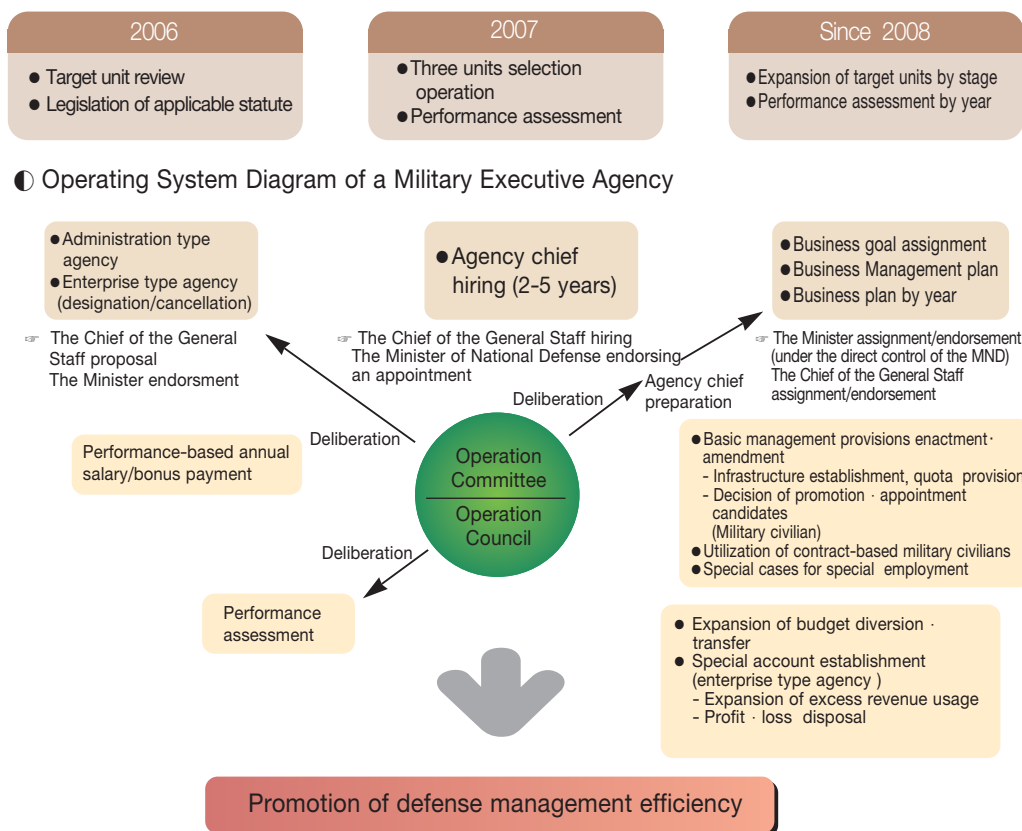 2006
● Target unit review
● Legislation of applicable statute
2007
● Three units selection
operation
● Performance assessment
Since 2008
● Expansion of target units by stage
● Performance assessment by year
◐ Operating System Diagram of a Military Executive Agency
● Administration type
agency
● Enterprise type agency
(designation/cancellation)
☞ The Chief of the General
Staff proposal
The Minister endorsment
● Agency chief
hiring (2-5 years)
☞ The Chief of the General Staff hiring
The Minister of National Defense endorsing
an appointment
● Business goal assignment
● Business Management plan
● Business plan by year
☞ The Minister assignment/endorsement
(under the direct control of the MND)
The Chief of the General Staff
assignment/endorsement
Agency chief
preparation
Deliberation
Deliberation
Performance-based annual
salary/bonus payment
Operation
Committee
Operation
Council
Deliberation
Performance
assessment
● Basic management provisions enactment ·
amendment
- Infrastructure establishment, quota provision
- Decision of promotion · appointment
candidates
(Military civilian)
● Utilization of contract-based military civilians
● Special cases for special employment
● Expansion of budget diversion ·
transfer
● Special account establishment
(enterprise type agency )
- Expansion of excess revenue usage
- Profit · loss disposal
Promotion of defense management efficiency